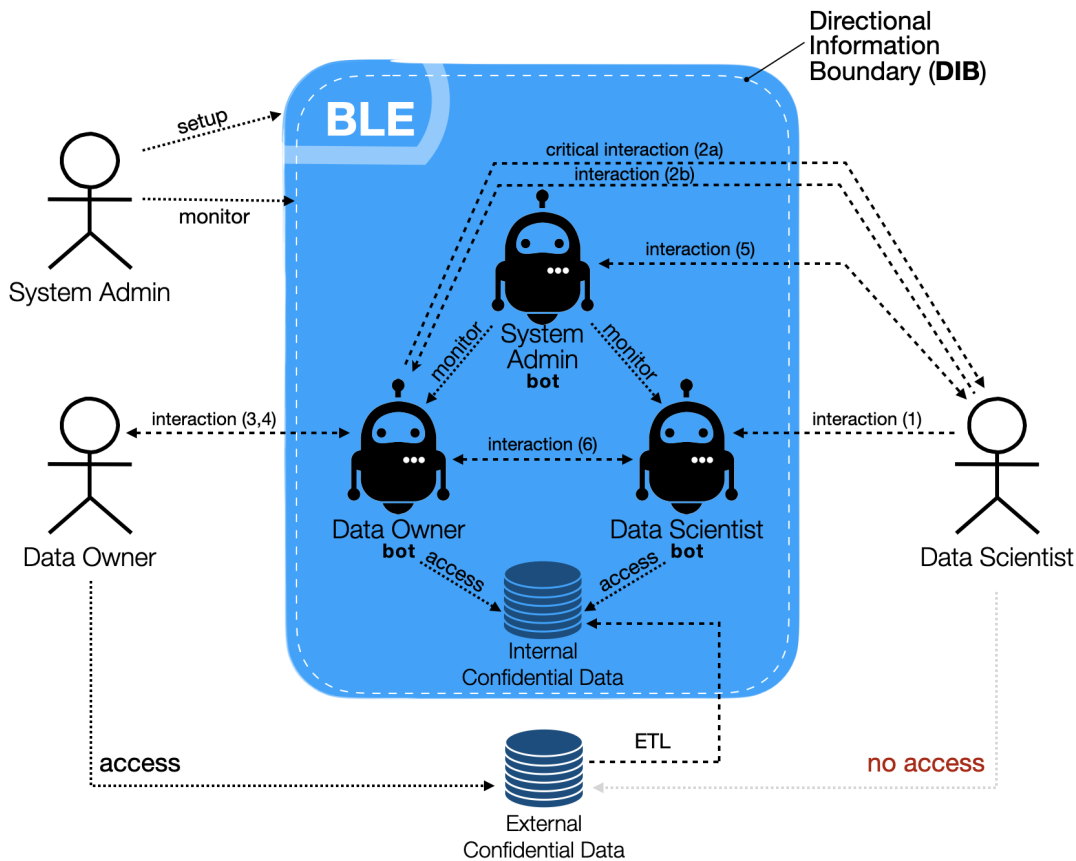 Directional
Information
Boundary (DIB)
BLE
setup
monitor
System Admin
critical interaction (2a)
interaction (2b)
interaction (5)
System
Admin
bot
monitor
monitor
interaction (3,4)
interaction (6)
interaction (1)
Data Owner
Data Owner
bot
Data Scientist
bot
Data Scientist
access
access
Internal
Confidential Data
ETL
access
no access
External
Confidential Data